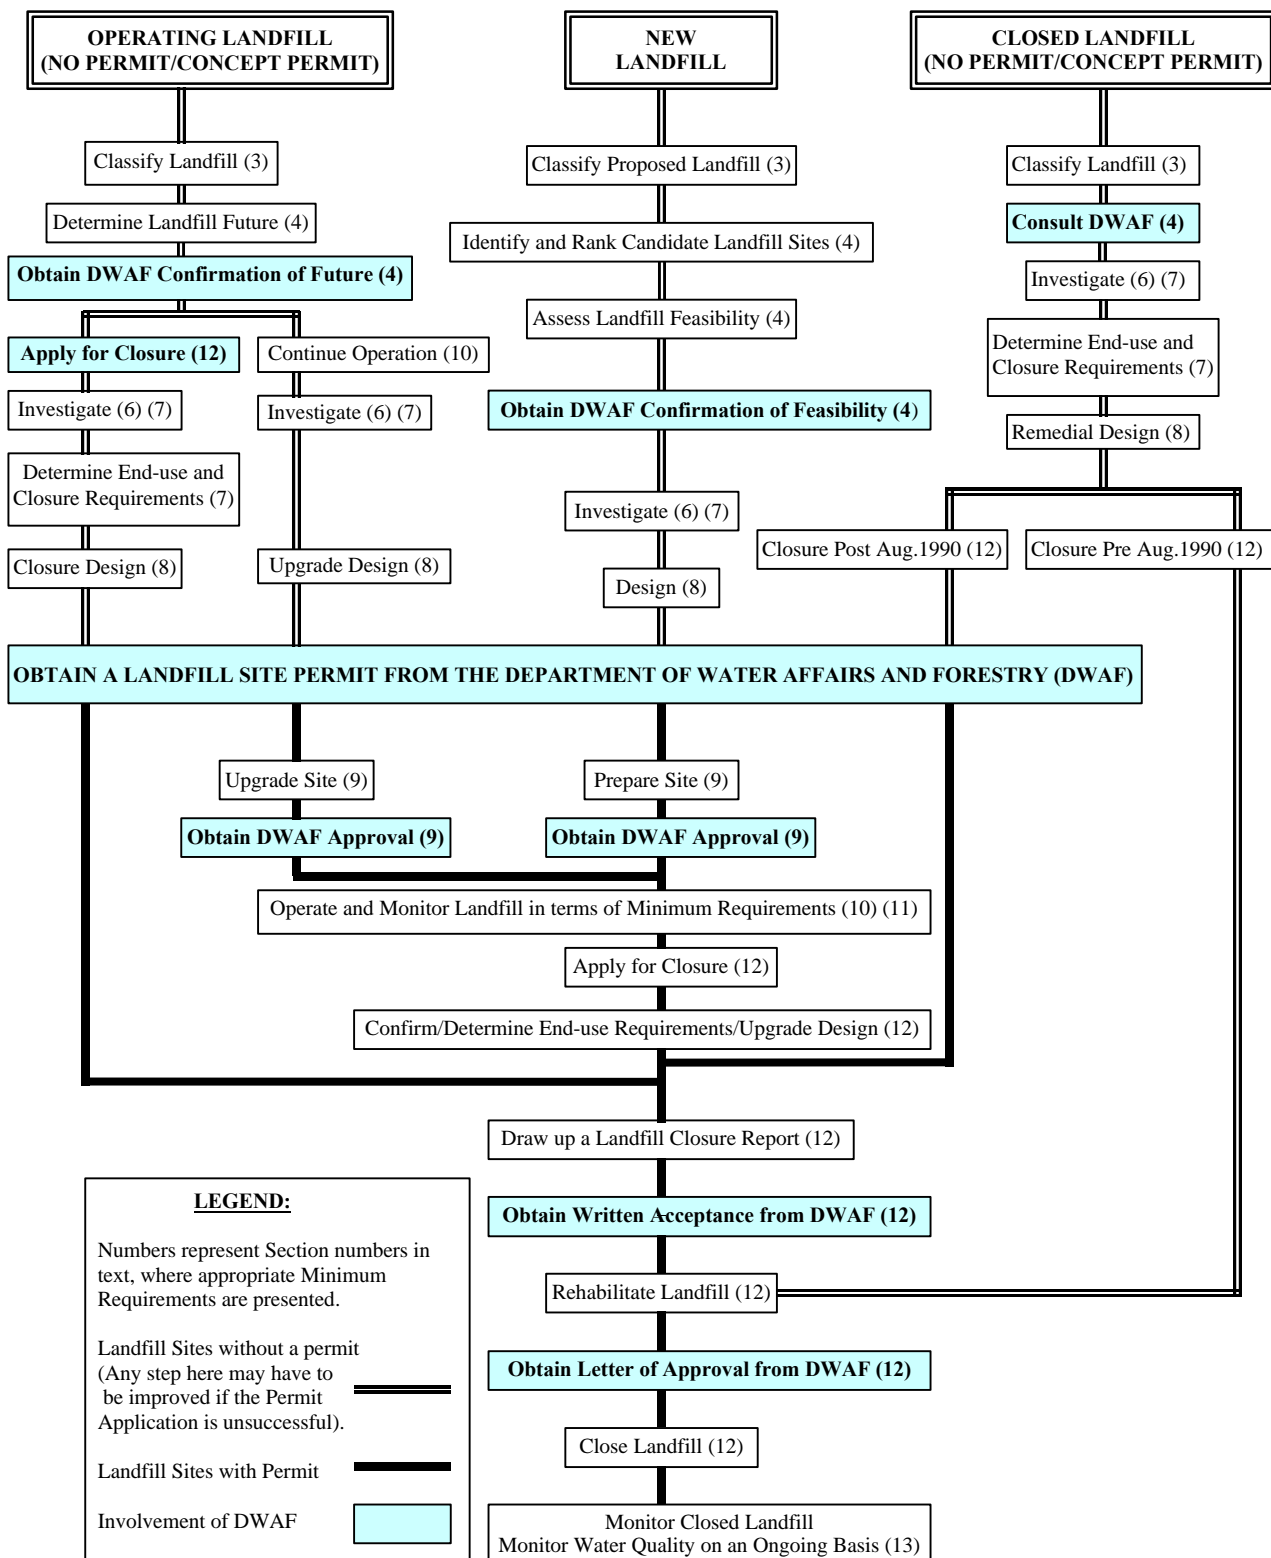 OPERATING LANDFILL
(NO PERMIT/CONCEPT PERMIT)
NEW
LANDFILL
CLOSED LANDFILL
(NO PERMIT/CONCEPT PERMIT)
Classify Landfill (3)
Classify Proposed Landfill (3)
Classify Landfill (3)
Determine Landfill Future (4)
Identify and Rank Candidate Landfill Sites (4)
Consult DWAF (4)
Obtain DWAF Confirmation of Future (4)
Assess Landfill Feasibility (4)
Investigate (6) (7)
Apply for Closure (12)
Continue Operation (10)
Determine End-use and
Closure Requirements (7)
Investigate (6) (7)
Investigate (6) (7)
Obtain DWAF Confirmation of Feasibility (4)
Remedial Design (8)
Determine End-use and
Closure Requirements (7)
Investigate (6) (7)
Closure Post Aug.1990 (12)
Closure Pre Aug.1990 (12)
Closure Design (8)
Upgrade Design (8)
Design (8)
OBTAIN A LANDFILL SITE PERMIT FROM THE DEPARTMENT OF WATER AFFAIRS AND FORESTRY (DWAF)
Upgrade Site (9)
Prepare Site (9)
Obtain DWAF Approval (9)
Obtain DWAF Approval (9)
Operate and Monitor Landfill in terms of Minimum Requirements (10) (11)
Apply for Closure (12)
Confirm/Determine End-use Requirements/Upgrade Design (12)
Draw up a Landfill Closure Report (12)
Obtain Written Acceptance from DWAF (12)
Rehabilitate Landfill (12)
Obtain Letter of Approval from DWAF (12)
Close Landfill (12)
Monitor Closed Landfill
Monitor Water Quality on an Ongoing Basis (13)
LEGEND:
Numbers represent Section numbers in
text, where appropriate Minimum
Requirements are presented.
Landfill Sites without a permit
(Any step here may have to
be improved if the Permit
Application is unsuccessful).
Landfill Sites with Permit
Involvement of DWAF